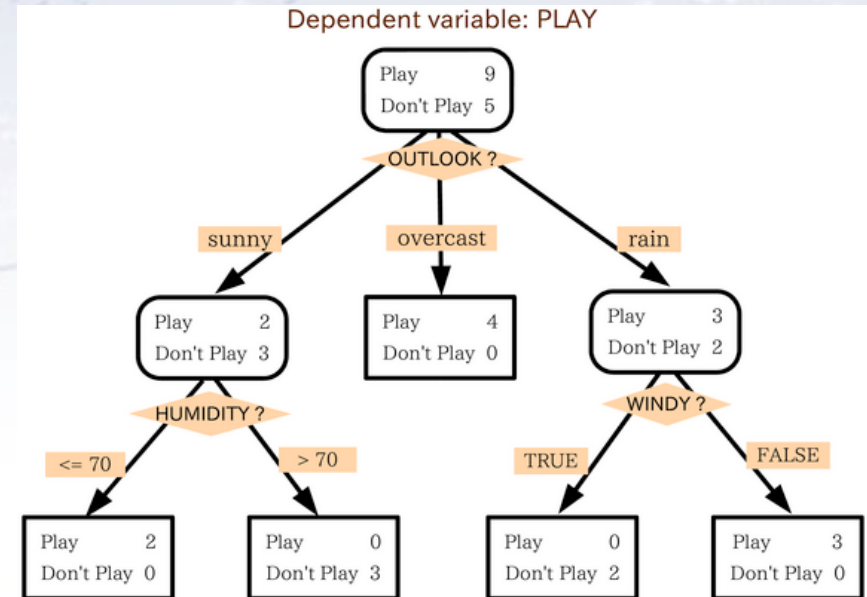 Dependent variable: PLAY
Play 9
Don't Play 5
OUTLOOK ?
sunny
overcast
rain
Play 2
Don't Play 3
Play 4
Don't Play 0
Play 3
Don't Play 2
HUMIDITY ?
WINDY ?
<= 70
> 70
TRUE
FALSE
Play 2
Don't Play 0
Play 0
Don't Play 3
Play 0
Don't Play 2
Play 3
Don't Play 0